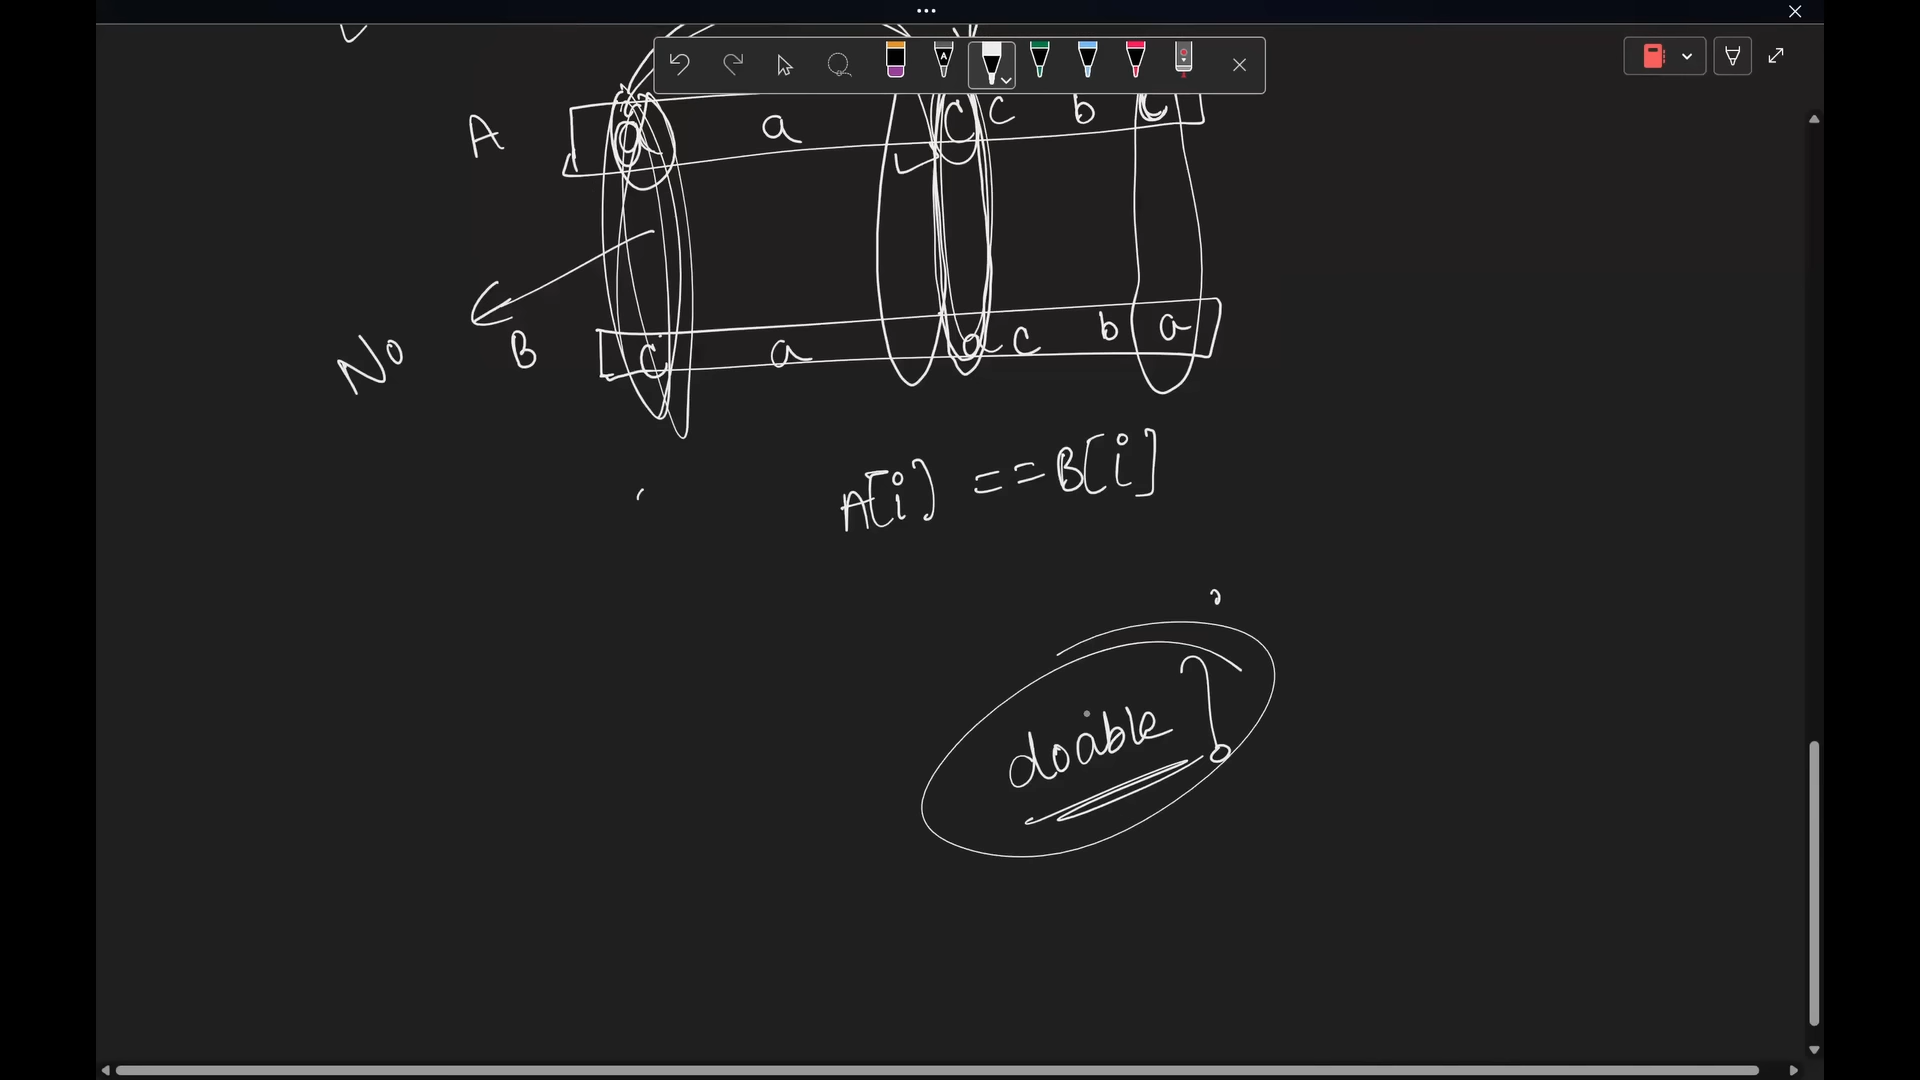 A a a C c b C
B C a a c b a
No
A[i] == B[i]
doable ?